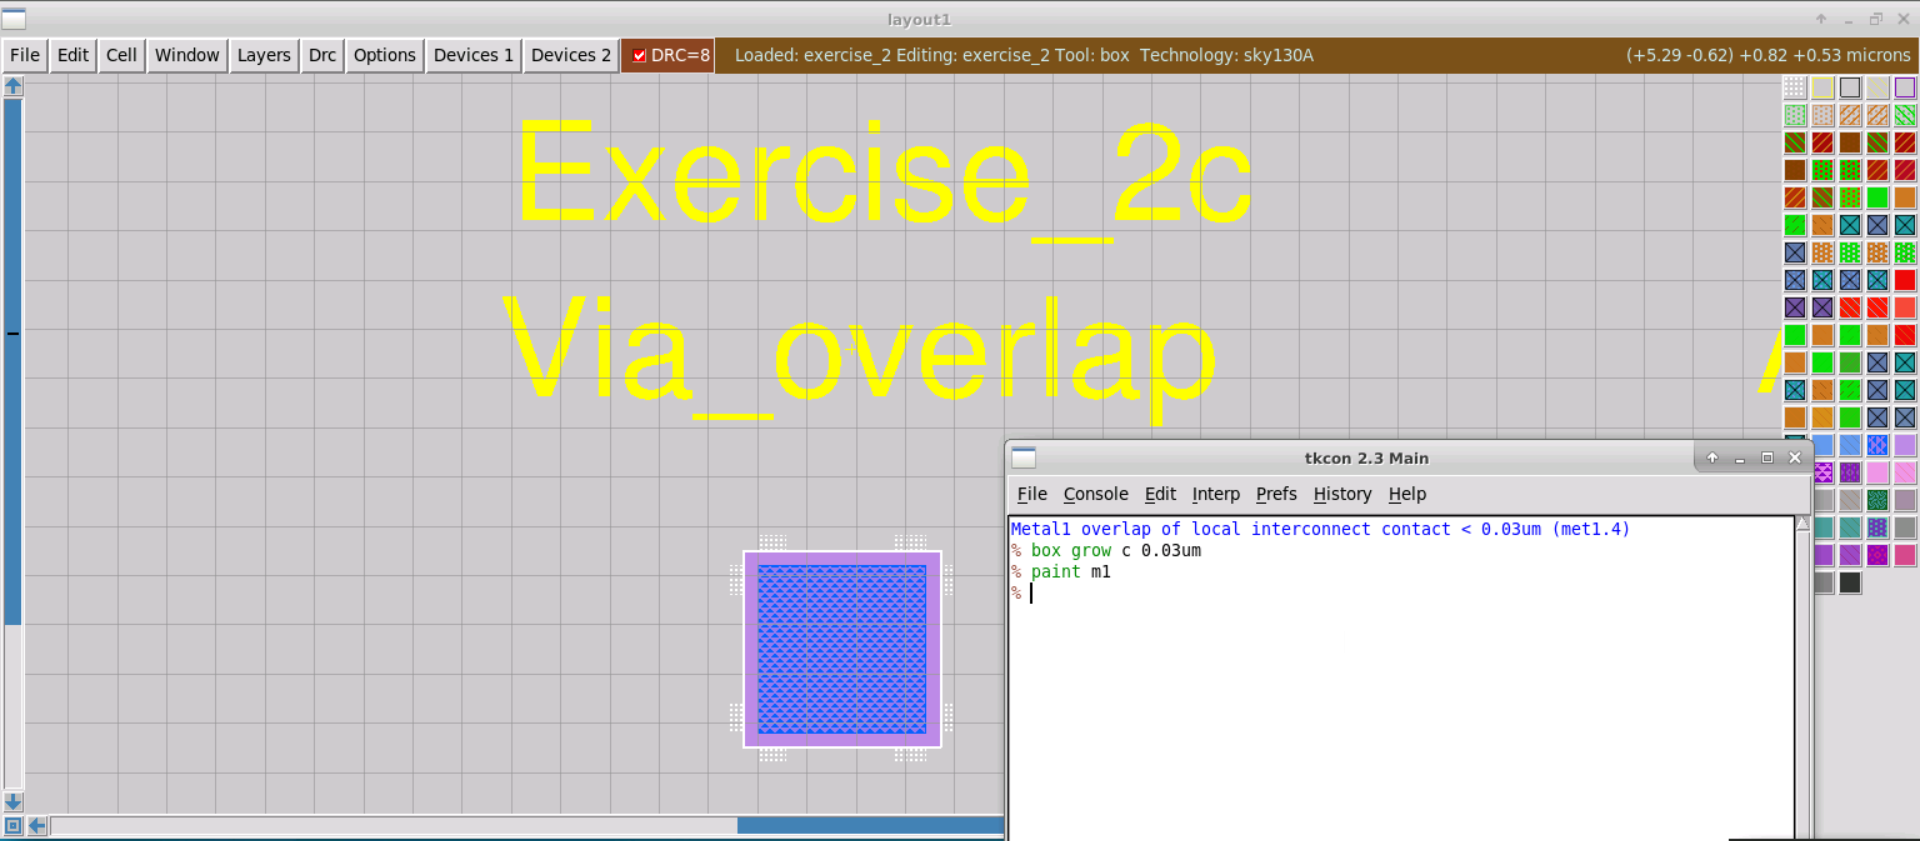 layout1
File Edit Cell Window Layers Drc Options Devices 1 Devices 2 DRC=8 Loaded: exercise_2 Editing: exercise_2 Tool: box Technology: sky130A (+5.29 -0.62) +0.82 +0.53 microns
Exercise_2c
Via_overlap
tkcon 2.3 Main
File Console Edit Interp Prefs History Help
Metal1 overlap of local interconnect contact < 0.03um (met1.4)
% box grow c 0.03um
% paint m1
%